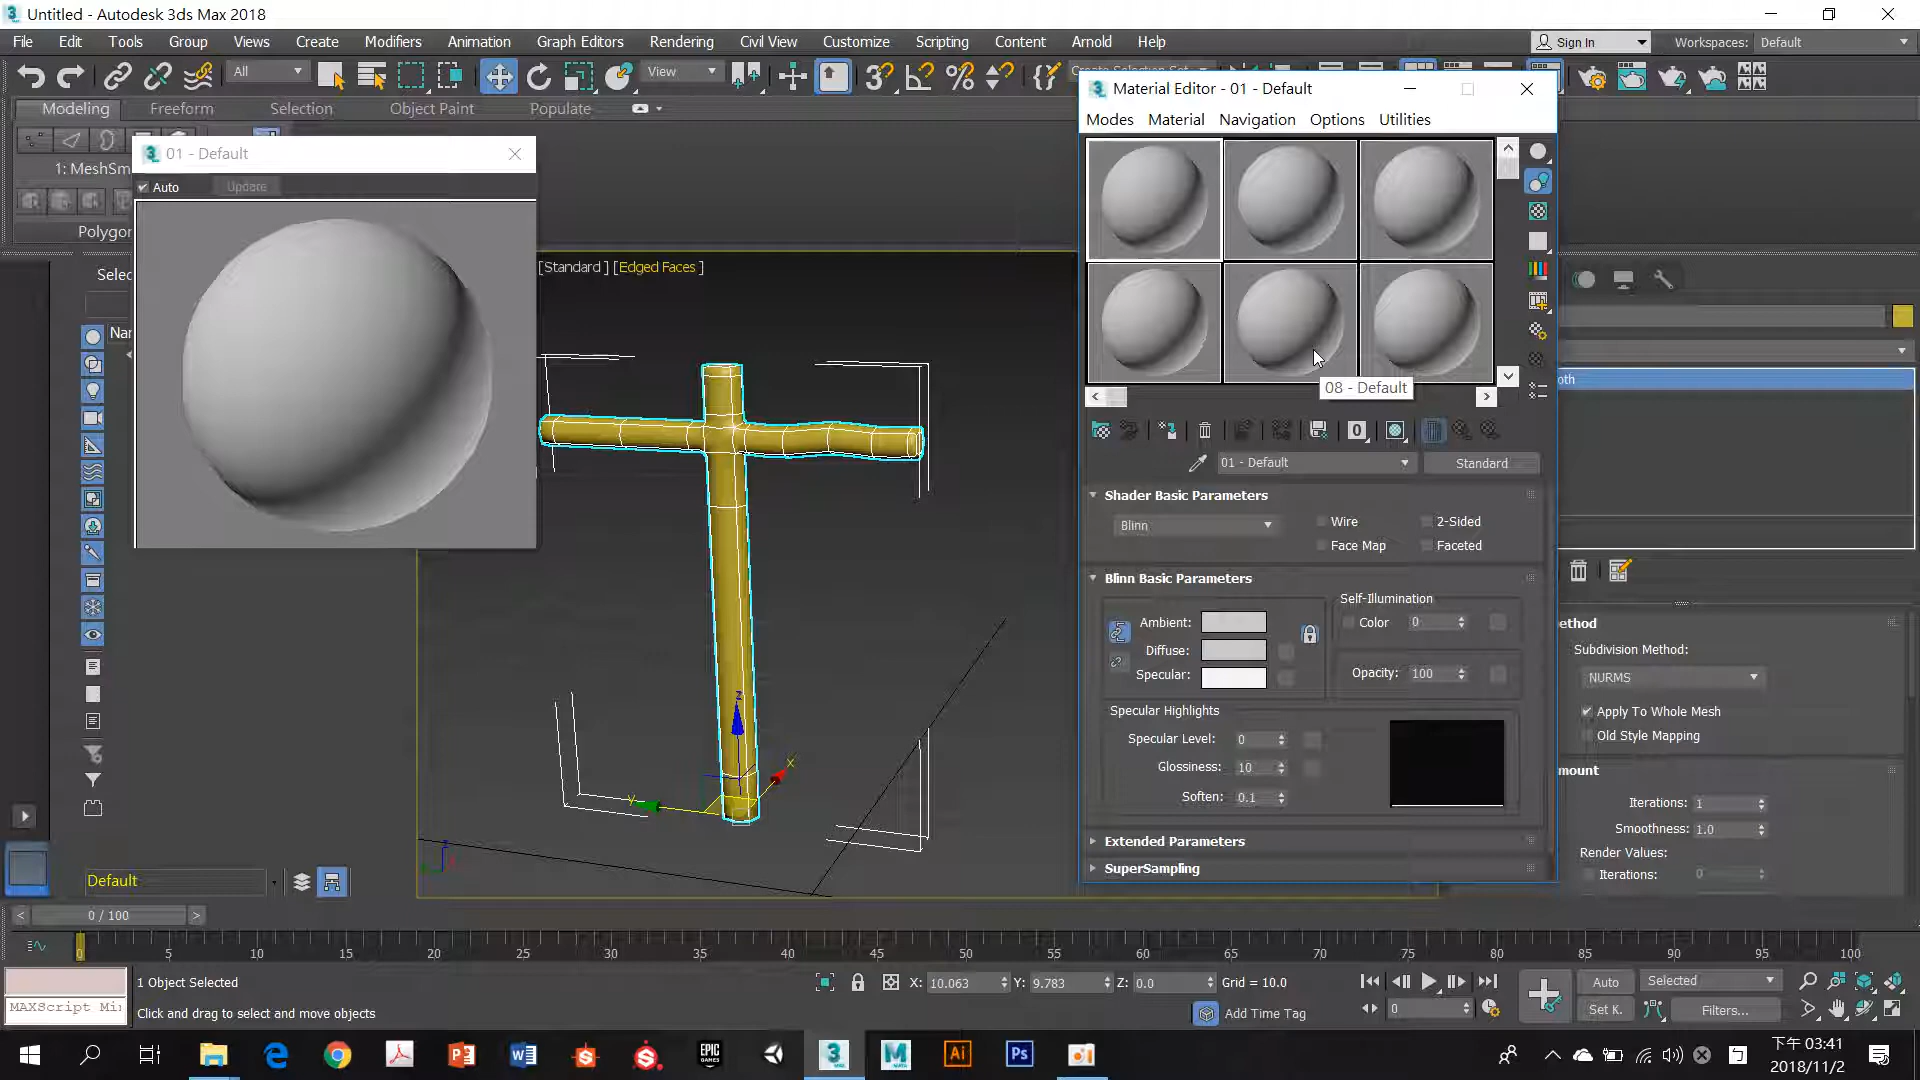 Untitled - Autodesk 3ds Max 2018
File Edit Tools Group Views Create Modifiers Animation Graph Editors Rendering Civil View Customize Scripting Content Arnold Help
Sign In Workspaces: Default
All View
Modeling Freeform Selection Object Paint Populate
Material Editor - 01 - Default
Modes Material Navigation Options Utilities
01 - Default
Auto Update
1: MeshSm
Polygor
Selec
Nar
[Standard ] [Edged Faces ]
08 - Default
01 - Default Standard
Shader Basic Parameters
Blinn Wire 2-Sided
Face Map Faceted
Blinn Basic Parameters
Self-Illumination
Ambient: Color 0
Diffuse:
Specular: Opacity: 100
Specular Highlights
Specular Level: 0
Glossiness: 10
Soften: 0.1
Extended Parameters
SuperSampling
oth
ethod
Subdivision Method:
NURMS
Apply To Whole Mesh
Old Style Mapping
mount
Iterations: 1
Smoothness: 1.0
Render Values:
Iterations: 0
z
x
y
z
Default
0 / 100
0 5 10 15 20 25 30 35 40 45 50 55 60 65 70 75 80 85 90 95 100
1 Object Selected
X: 10.063 Y: 9.783 Z: 0.0 Grid = 10.0
Auto Selected
MAXScript Mi
Click and drag to select and move objects
Add Time Tag
0
Set K. Filters...
EPIC GAMES
Ai Ps
下午 03:41
2018/11/2